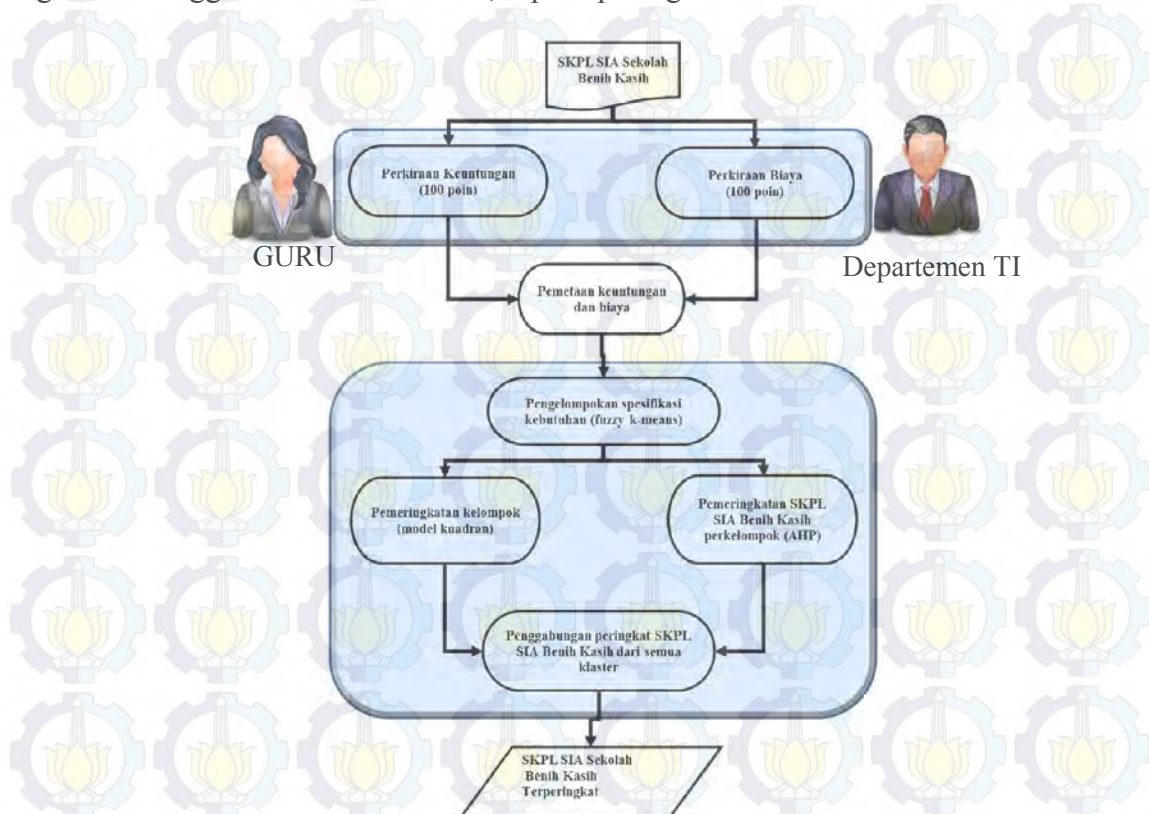 SKPL SIA Sekolah
Benih Kasih
Perkiraan Keuntungan
(100 poin)
Perkiraan Biaya
(100 poin)
GURU
Departemen TI
Pemetaan keuntungan
dan biaya
Pengelompokan spesifikasi
kebutuhan (fuzzy k-means)
Pemeringkatan kelompok
(model kuadran)
Pemeringkatan SKPL
SIA Benih Kasih
perkelompok (AHP)
Penggabungan peringkat SKPL
SIA Benih Kasih dari semua
klaster
SKPL SIA Sekolah
Benih Kasih
Terperingkat